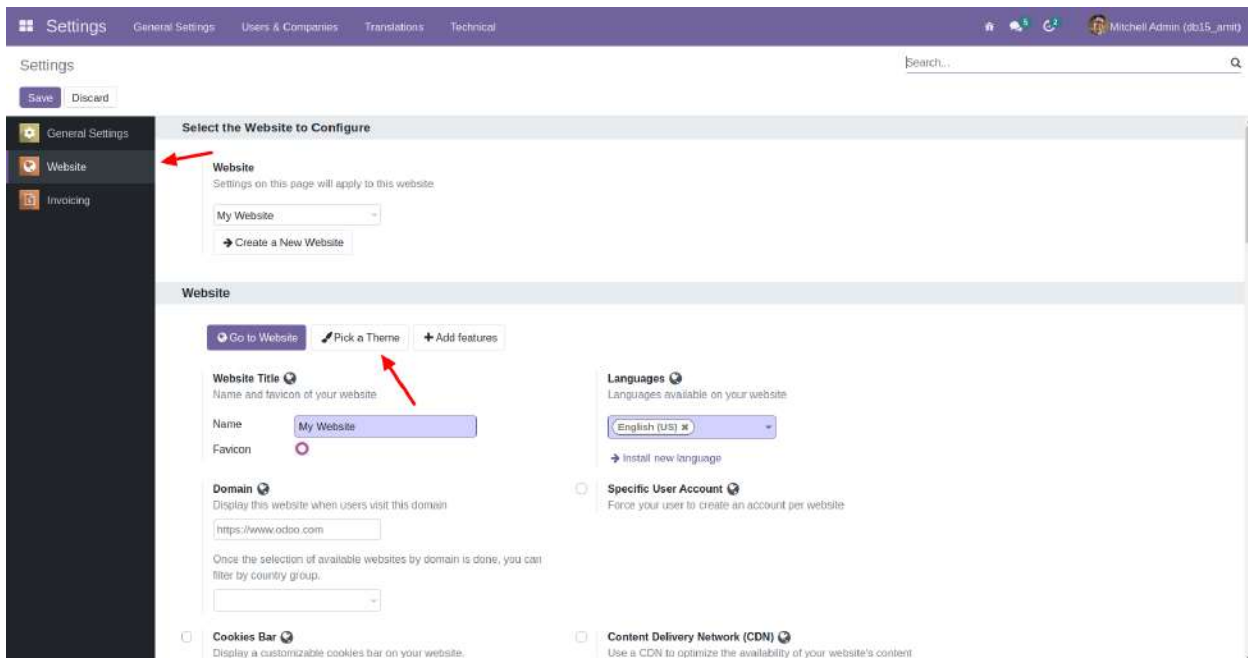 Settings General Settings Users & Companies Translations Technical 5 2 Mitchell Admin (db15_amit)
Settings Search...
Save Discard
General Settings
Website
Invoicing
Select the Website to Configure
Website
Settings on this page will apply to this website
My Website
Create a New Website
Website
Go to Website Pick a Theme Add features
Website Title
Name and favicon of your website
Name My Website
Favicon
Languages
Languages available on your website
English (US)
Install new language
Domain
Display this website when users visit this domain
https://www.odoo.com
Once the selection of available websites by domain is done, you can
filter by country group.
Specific User Account
Force your user to create an account per website
Cookies Bar
Display a customizable cookies bar on your website.
Content Delivery Network (CDN)
Use a CDN to optimize the availability of your website's content